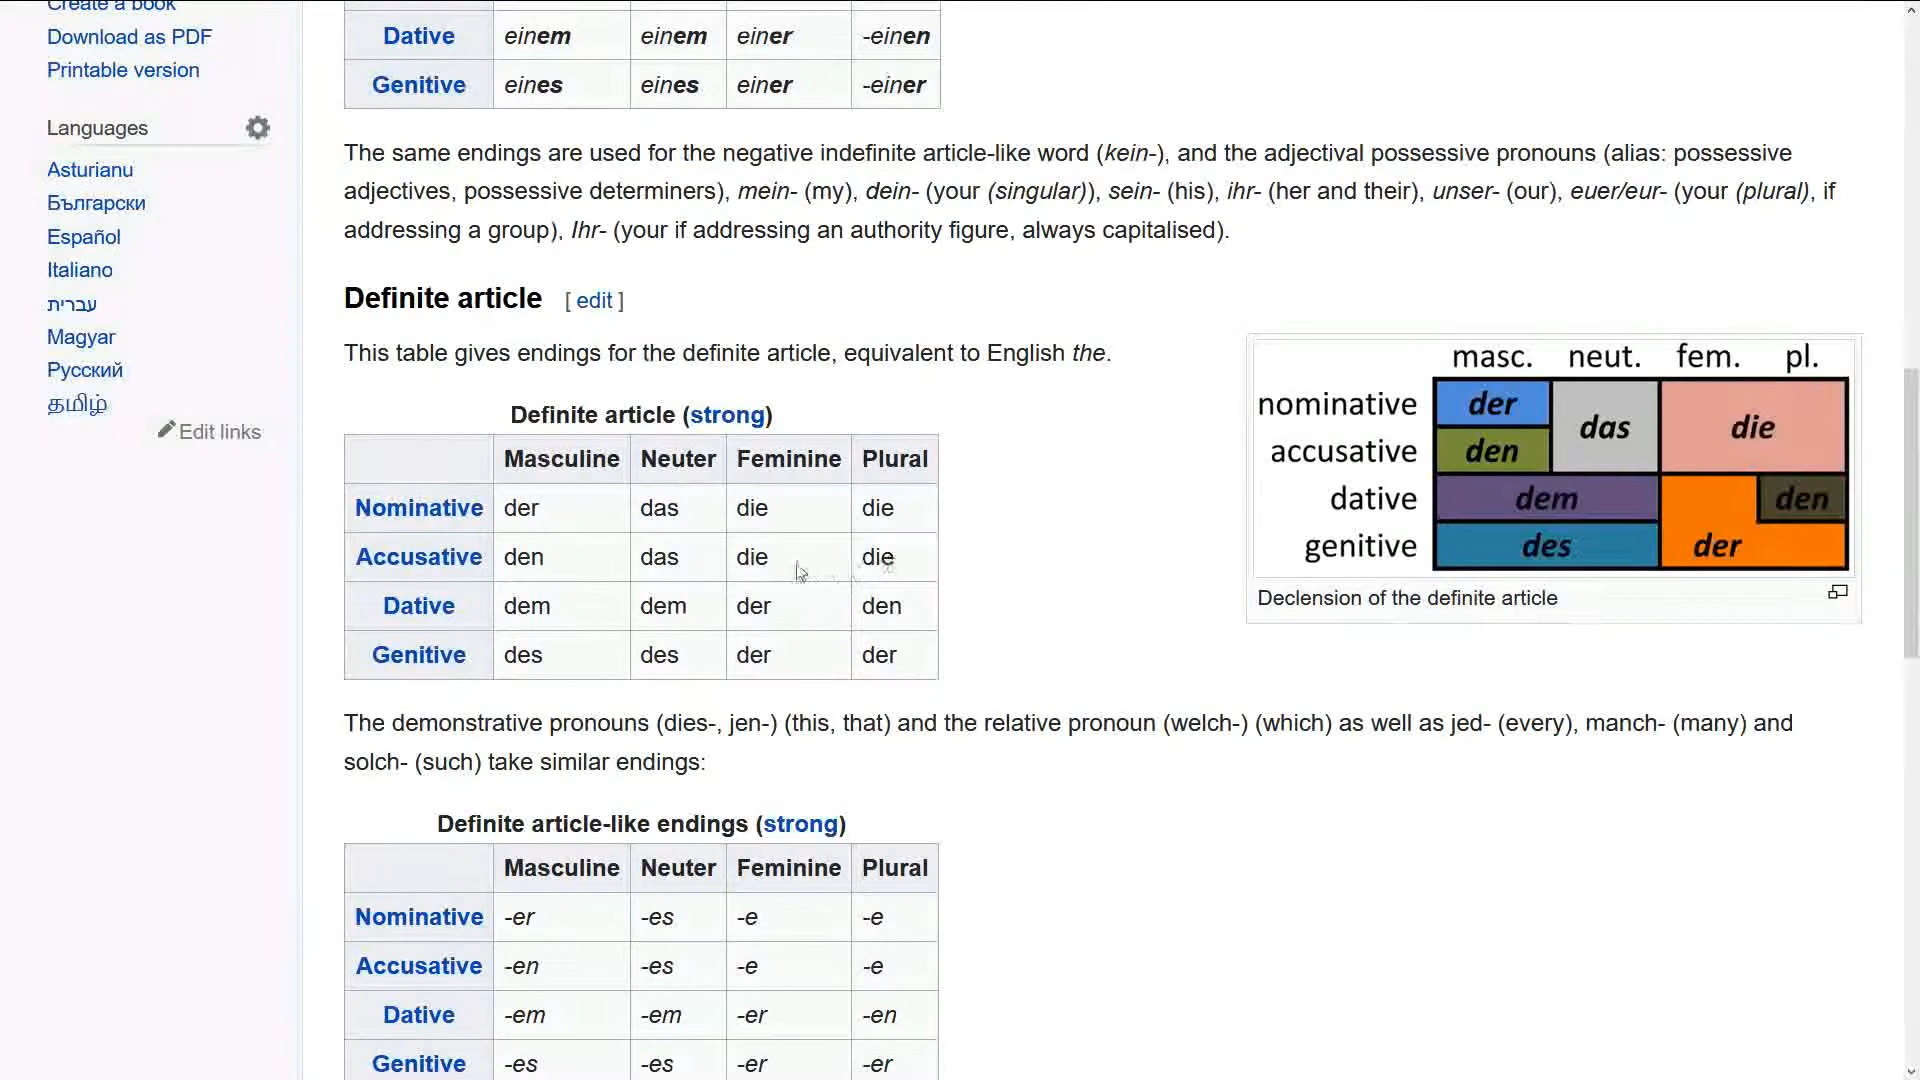 Create a book
Download as PDF
Printable version
Languages
Asturianu
Български
Español
Italiano
עברית
Magyar
Русский
தமிழ்
Edit links
Dative einem einem einer -einen
Genitive eines eines einer -einer
The same endings are used for the negative indefinite article-like word (kein-), and the adjectival possessive pronouns (alias: possessive
adjectives, possessive determiners), mein- (my), dein- (your (singular)), sein- (his), ihr- (her and their), unser- (our), euer/eur- (your (plural), if
addressing a group), Ihr- (your if addressing an authority figure, always capitalised).
Definite article [ edit ]
This table gives endings for the definite article, equivalent to English the.
Definite article (strong)
Masculine Neuter Feminine Plural
Nominative der das die die
Accusative den das die die
Dative dem dem der den
Genitive des des der der
masc. neut. fem. pl.
nominative der das die
accusative den
dative dem den
genitive des der
Declension of the definite article
The demonstrative pronouns (dies-, jen-) (this, that) and the relative pronoun (welch-) (which) as well as jed- (every), manch- (many) and
solch- (such) take similar endings:
Definite article-like endings (strong)
Masculine Neuter Feminine Plural
Nominative -er -es -e -e
Accusative -en -es -e -e
Dative -em -em -er -en
Genitive -es -es -er -er